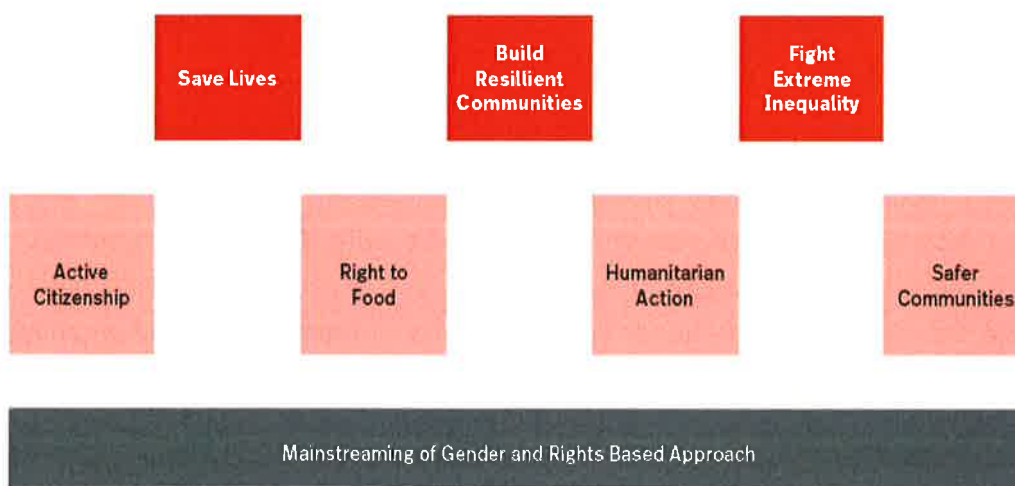 Save Lives
Build
Resillient
Communities
Fight
Extreme
Inequality
Active
Citizenship
Right to
Food
Humanitarian
Action
Safer
Communities
Mainstreaming of Gender and Rights Based Approach